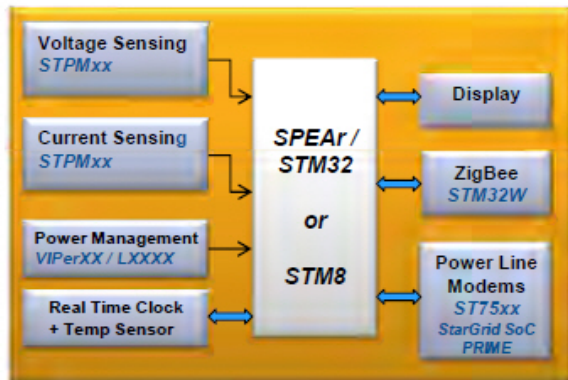 Voltage Sensing
STPMxx
Current Sensing
STPMxx
Power Management
VIPerXX / LXXXX
Real Time Clock
+ Temp Sensor
SPEAr /
STM32
or
STM8
Display
ZigBee
STM32W
Power Line
Modems
ST75xx
StarGrid SoC
PRIME